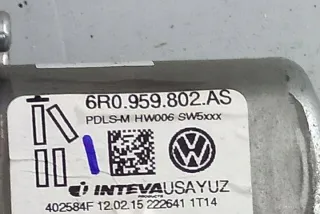 6R0.959.802.AS
PDLS-M HW006 SW5xxx
INTEVA USAYUZ
402584F 12.02.15 222641 1T14